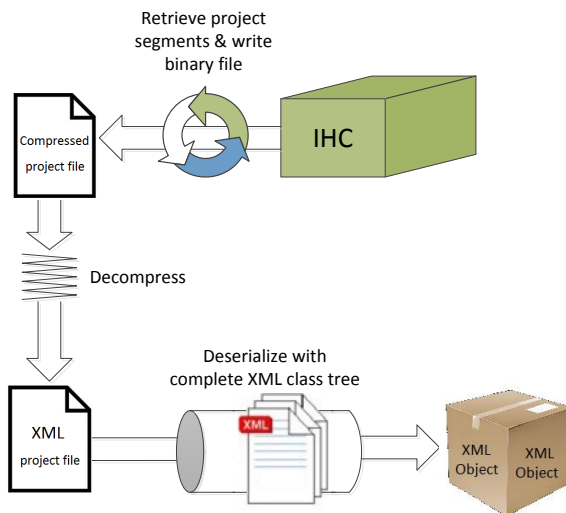 Retrieve project
segments & write
binary file
IHC
Compressed
project file
Decompress
Deserialize with
complete XML class tree
XML
XML
project file
XML
Object
XML
Object